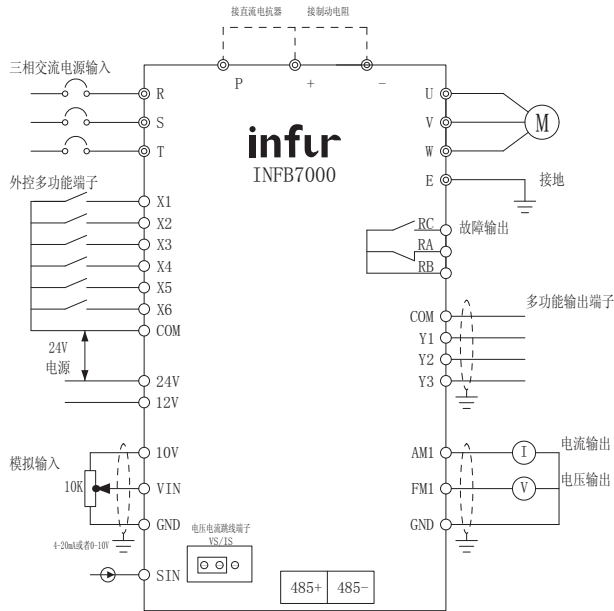 接直流电抗器 接制动电阻
P + -
三相交流电源输入
R
S
T
infur
INFB7000
U
V
W
M
E
接地
外控多功能端子
X1
X2
X3
X4
X5
X6
COM
24V
电源
24V
12V
RC
RA
RB
故障输出
COM
Y1
Y2
Y3
多功能输出端子
模拟输入
10V
10K
VIN
GND
4-20mA或者0-10V
SIN
电压电流跳线端子
VS/IS
485+ 485-
AM1
I
电流输出
FM1
V
电压输出
GND